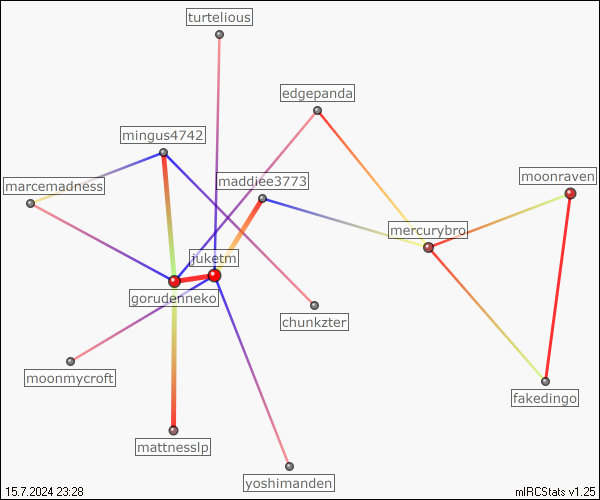 turtelious
edgepanda
mingus4742
moonraven
maddiee3773
marcemadness
mercurybro
juketm
gorudenneko
chunkzter
moonmycroft
fakedingo
mattnesslp
yoshimanden
15.7.2024 23:28
mIRCStats v1.25